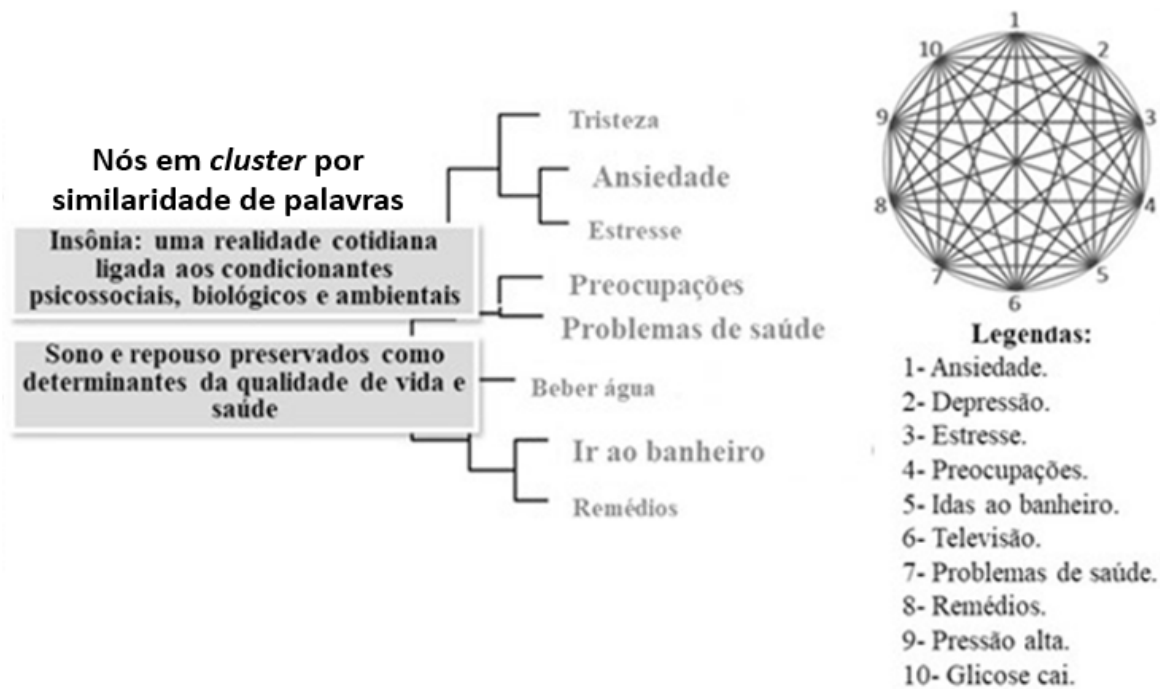 Nós em cluster por
similaridade de palavras
Insônia: uma realidade cotidiana
ligada aos condicionantes
psicossociais, biológicos e ambientais
Sono e repouso preservados como
determinantes da qualidade de vida e
saúde
Tristeza
Ansiedade
Estresse
Preocupações
Problemas de saúde
Beber água
Ir ao banheiro
Remédios
1
2
3
4
5
6
7
8
9
10
Legendas:
1- Ansiedade.
2- Depressão.
3- Estresse.
4- Preocupações.
5- Idas ao banheiro.
6- Televisão.
7- Problemas de saúde.
8- Remédios.
9- Pressão alta.
10- Glicose cai.